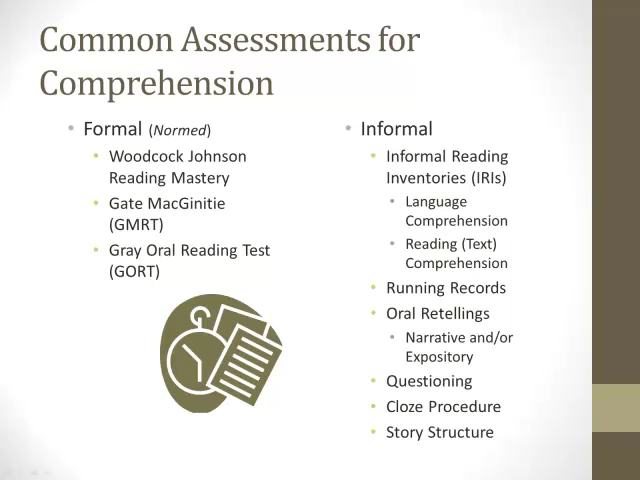 Common Assessments for
Comprehension
Formal (Normed)
Woodcock Johnson
Reading Mastery
Gate MacGinitie
(GMRT)
Gray Oral Reading Test
(GORT)
Informal
Informal Reading
Inventories (IRIs)
Language
Comprehension
Reading (Text)
Comprehension
Running Records
Oral Retellings
Narrative and/or
Expository
Questioning
Cloze Procedure
Story Structure